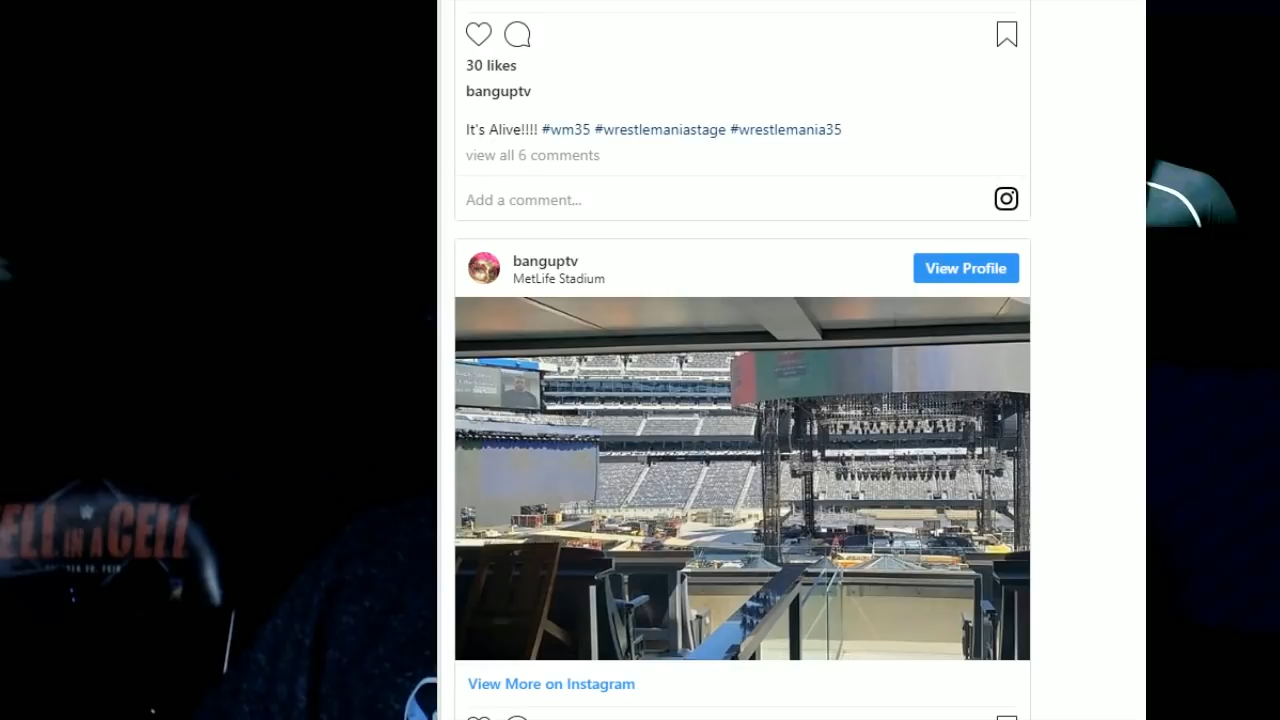 30 likes
banguptv
It's Alive!!!! #wm35 #wrestlemaniastage #wrestlemania35
view all 6 comments
Add a comment...
banguptv
MetLife Stadium
View Profile
View More on Instagram
ELL IN A CELL